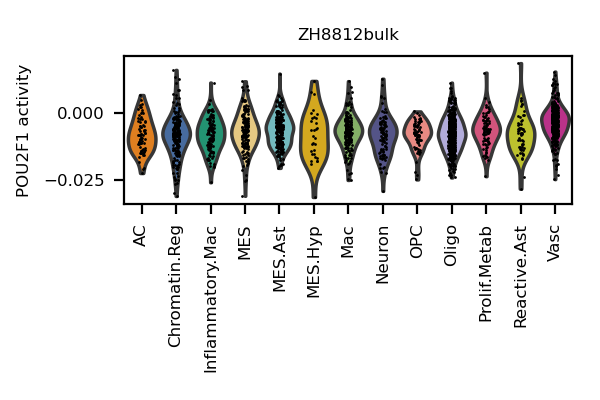 ZH8812bulk
POU2F1 activity
0.000
−0.025
AC
Chromatin.Reg
Inflammatory.Mac
MES
MES.Ast
MES.Hyp
Mac
Neuron
OPC
Oligo
Prolif.Metab
Reactive.Ast
Vasc